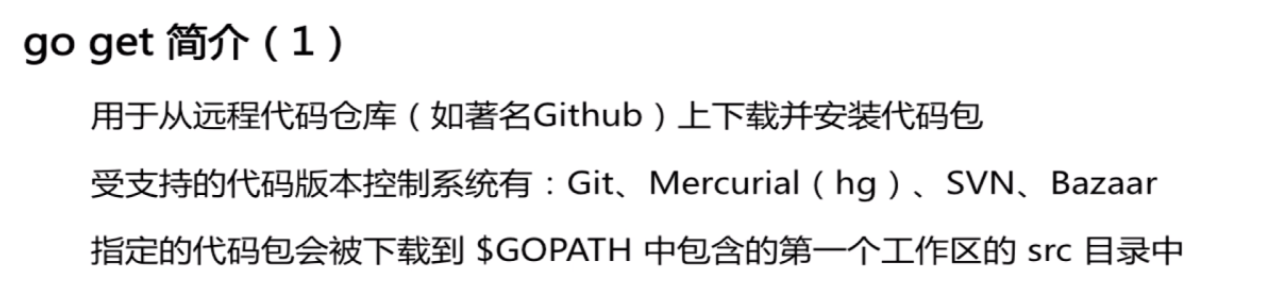 go get 简介（1）
用于从远程代码仓库（如著名Github）上下载并安装代码包
受支持的代码版本控制系统有：Git、Mercurial（hg）、SVN、Bazaar
指定的代码包会被下载到 $GOPATH 中包含的第一个工作区的 src 目录中